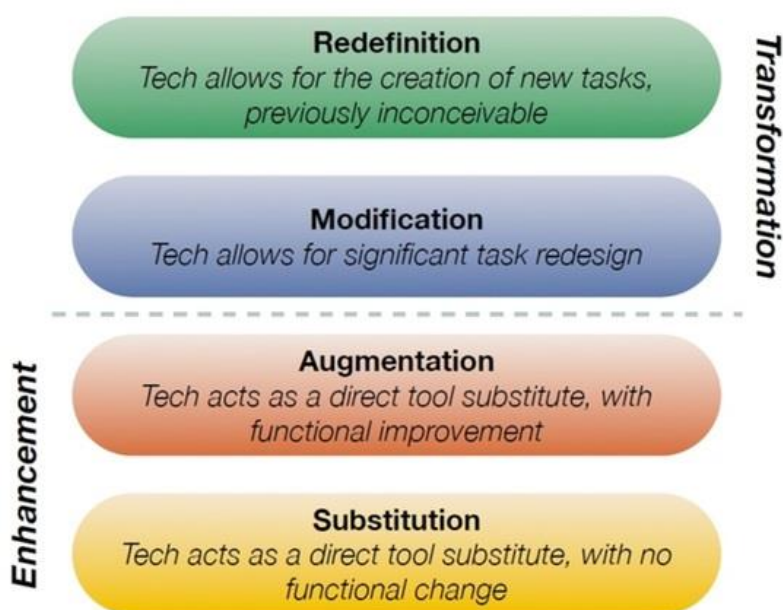 Redefinition
Tech allows for the creation of new tasks,
previously inconceivable
Transformation
Modification
Tech allows for significant task redesign
Augmentation
Tech acts as a direct tool substitute, with
functional improvement
Enhancement
Substitution
Tech acts as a direct tool substitute, with no
functional change